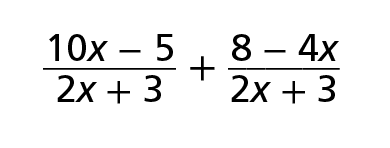 (10x − 5)/(2x + 3) + (8 − 4x)/(2x + 3)